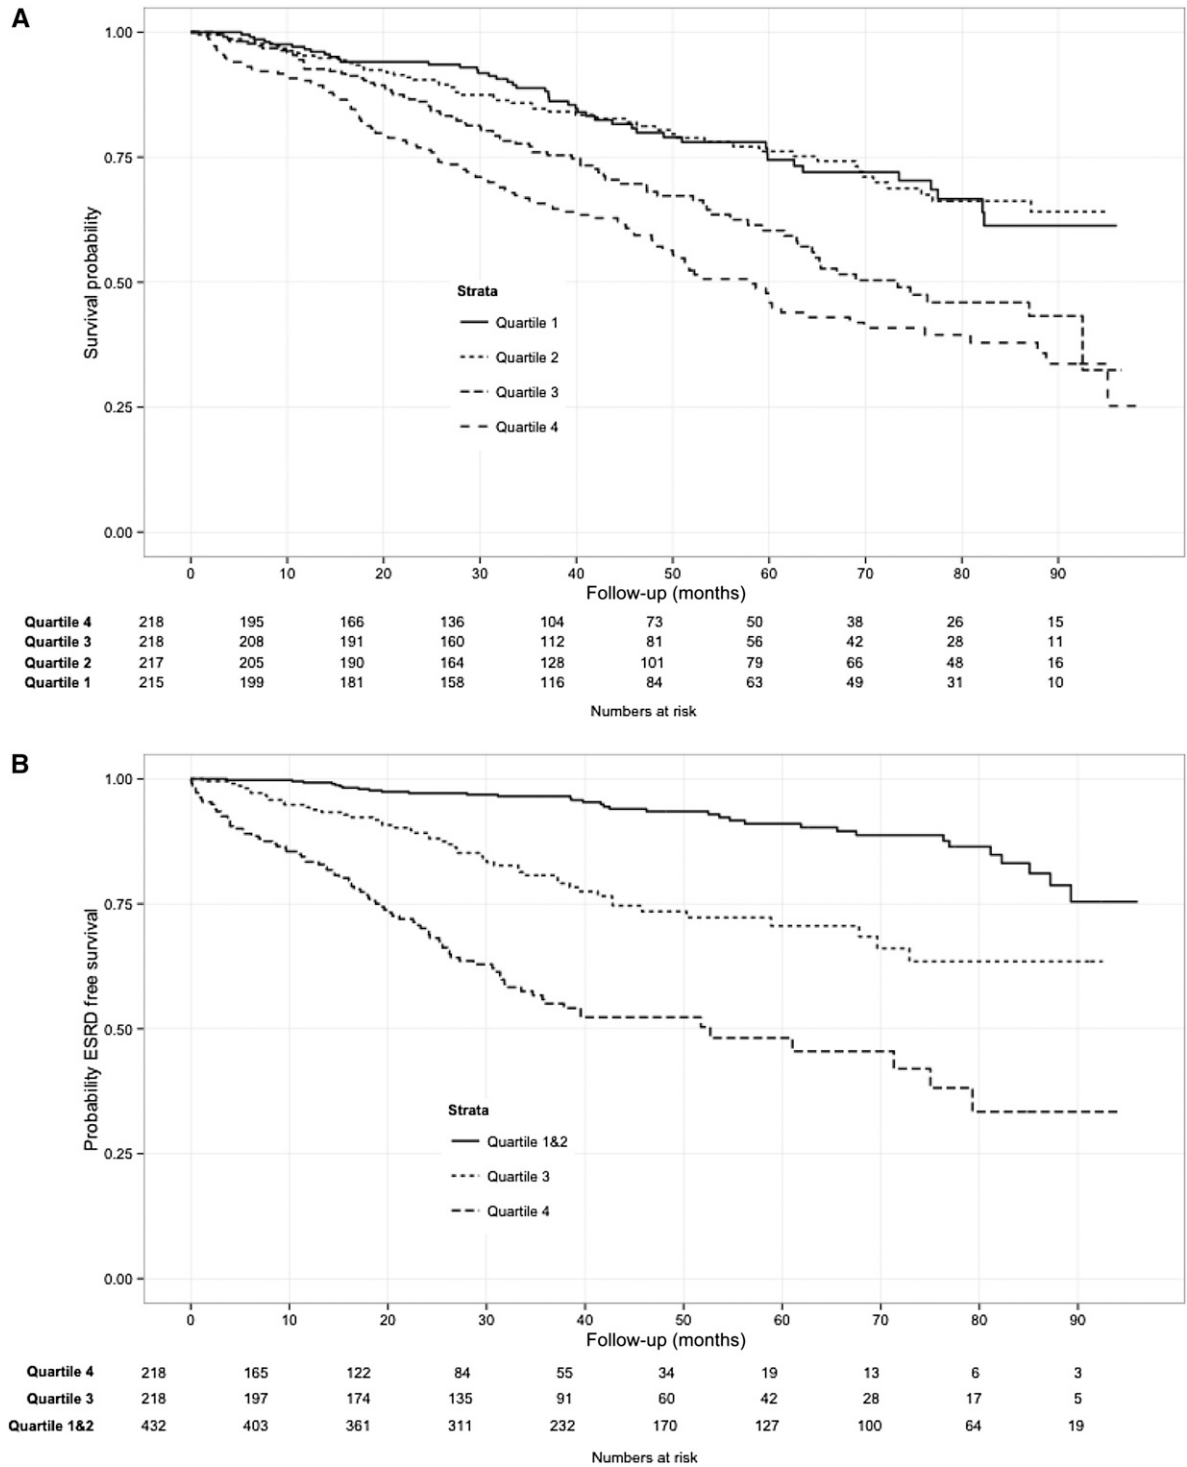 A
1.00
0.75
0.50
0.25
0.00
Survival probability
Strata
Quartile 1
Quartile 2
Quartile 3
Quartile 4
0 10 20 30 40 50 60 70 80 90
Follow-up (months)
Quartile 4 218 195 166 136 104 73 50 38 26 15
Quartile 3 218 208 191 160 112 81 56 42 28 11
Quartile 2 217 205 190 164 128 101 79 66 48 16
Quartile 1 215 199 181 158 116 84 63 49 31 10
Numbers at risk
B
1.00
0.75
0.50
0.25
0.00
Probability ESRD free survival
Strata
Quartile 1&2
Quartile 3
Quartile 4
0 10 20 30 40 50 60 70 80 90
Follow-up (months)
Quartile 4 218 165 122 84 55 34 19 13 6 3
Quartile 3 218 197 174 135 91 60 42 28 17 5
Quartile 1&2 432 403 361 311 232 170 127 100 64 19
Numbers at risk